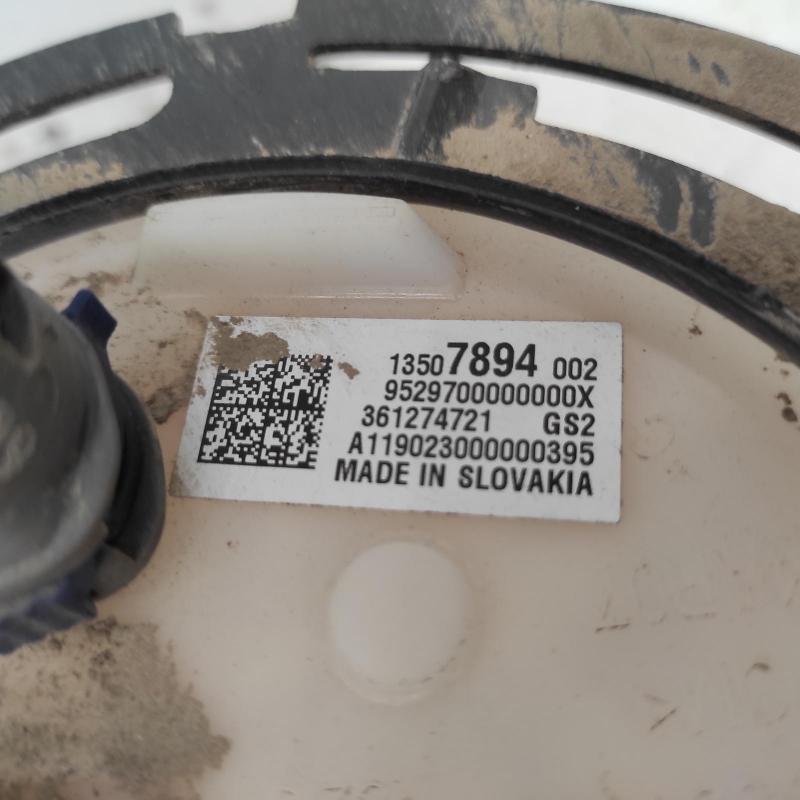 13507894 002
9529700000000X
361274721 GS2
A119023000000395
MADE IN SLOVAKIA